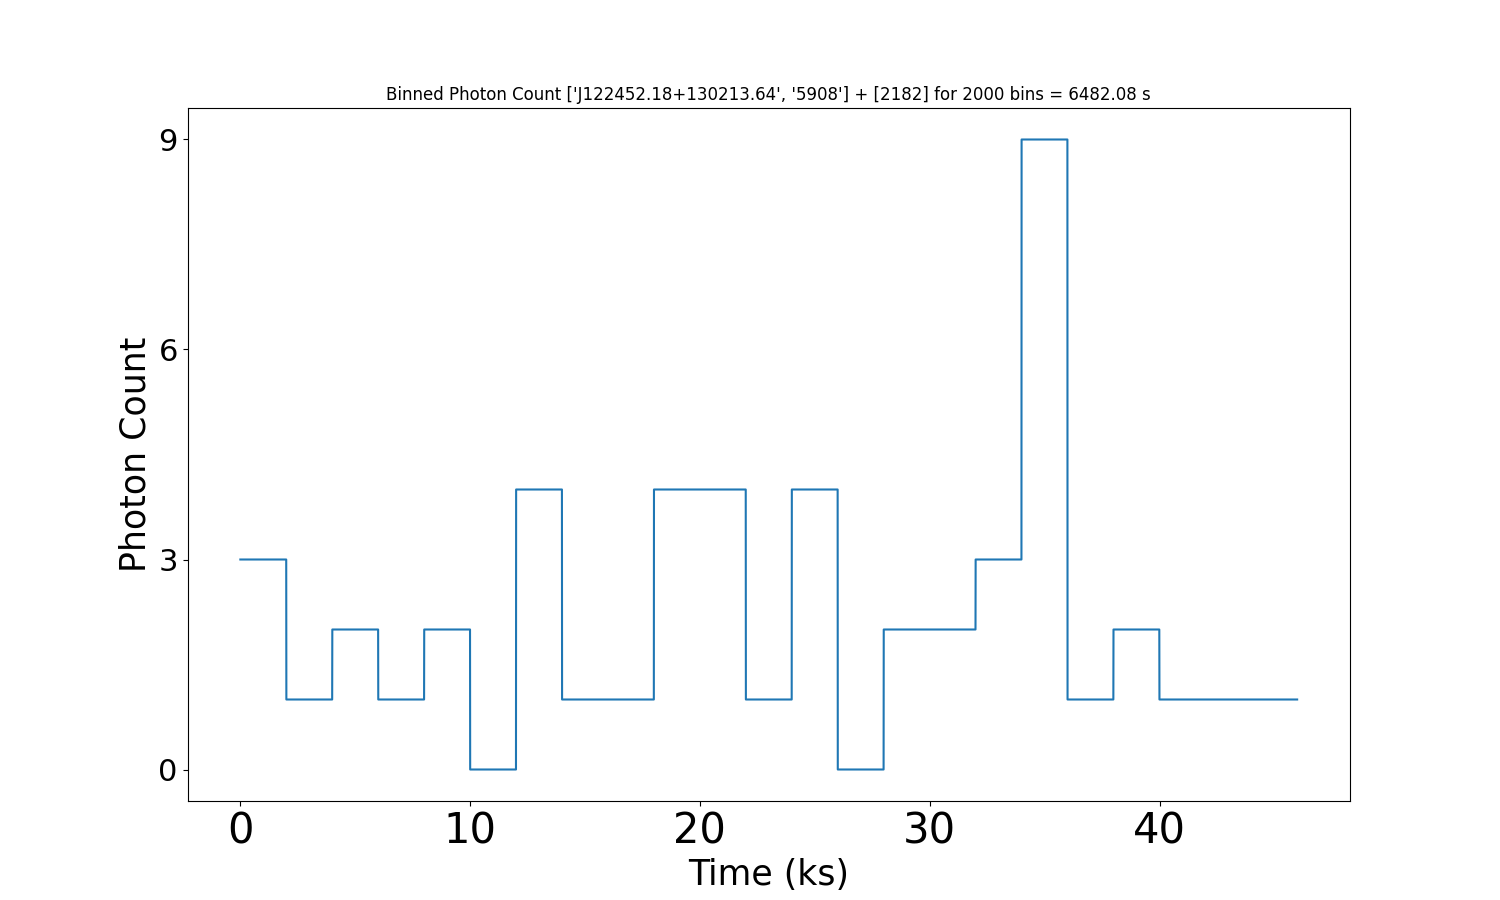 Binned Photon Count ['J122452.18+130213.64', '5908'] + [2182] for 2000 bins = 6482.08 s
9
6
3
0
Photon Count
0 10 20 30 40
Time (ks)